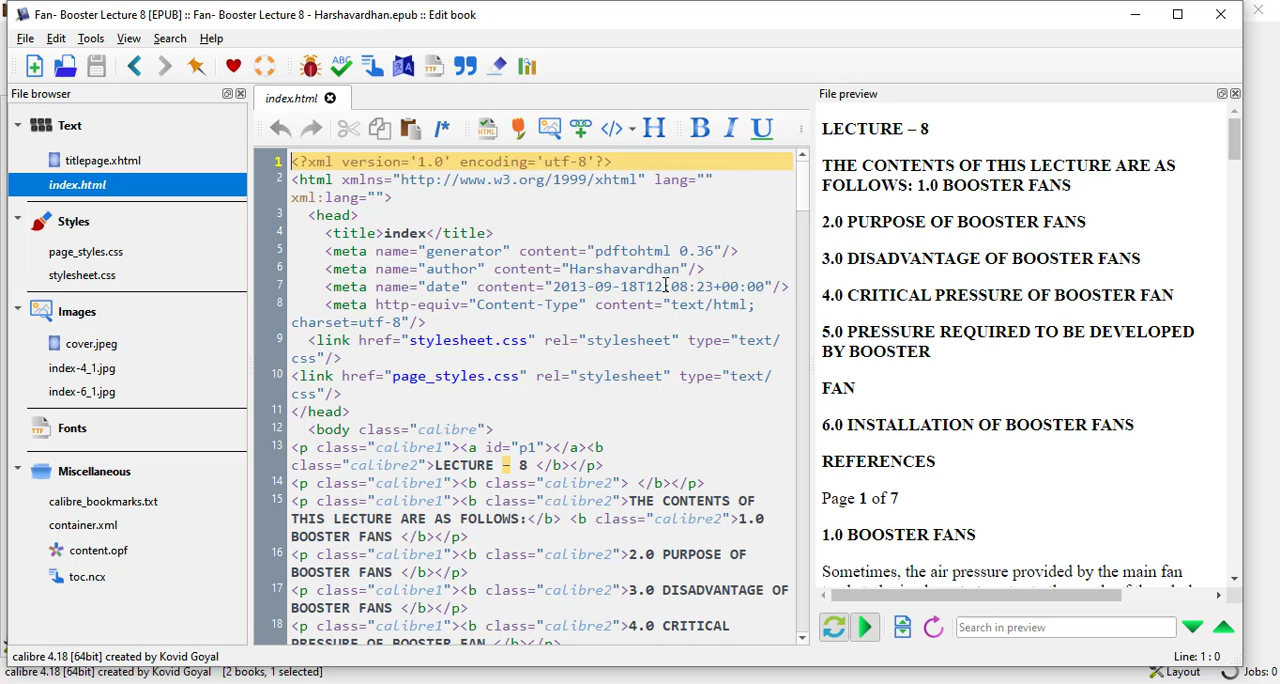 Fan- Booster Lecture 8 [EPUB] :: Fan- Booster Lecture 8 - Harshavardhan.epub :: Edit book
File Edit Tools View Search Help
ABC
TTF
File browser
Text
titlepage.xhtml
index.html
Styles
page_styles.css
stylesheet.css
Images
cover.jpeg
index-4_1.jpg
index-6_1.jpg
TTF
Fonts
Miscellaneous
calibre_bookmarks.txt
container.xml
content.opf
toc.ncx
index.html
/* HTML </> H B I U
1 <?xml version='1.0' encoding='utf-8'?>
2 <html xmlns="http://www.w3.org/1999/xhtml" lang=""
xml:lang="">
3 <head>
4 <title>index</title>
5 <meta name="generator" content="pdftohtml 0.36"/>
6 <meta name="author" content="Harshavardhan"/>
7 <meta name="date" content="2013-09-18T12:08:23+00:00"/>
8 <meta http-equiv="Content-Type" content="text/html;
charset=utf-8"/>
9 <link href="stylesheet.css" rel="stylesheet" type="text/
css"/>
10 <link href="page_styles.css" rel="stylesheet" type="text/
css"/>
11 </head>
12 <body class="calibre">
13 <p class="calibre1"><a id="p1"></a><b
class="calibre2">LECTURE – 8 </b></p>
14 <p class="calibre1"><b class="calibre2"> </b></p>
15 <p class="calibre1"><b class="calibre2">THE CONTENTS OF
THIS LECTURE ARE AS FOLLOWS:</b> <b class="calibre2">1.0
BOOSTER FANS </b></p>
16 <p class="calibre1"><b class="calibre2">2.0 PURPOSE OF
BOOSTER FANS </b></p>
17 <p class="calibre1"><b class="calibre2">3.0 DISADVANTAGE OF
BOOSTER FANS </b></p>
18 <p class="calibre1"><b class="calibre2">4.0 CRITICAL
PRESSURE OF BOOSTER FAN </b></p>
File preview
LECTURE – 8
THE CONTENTS OF THIS LECTURE ARE AS
FOLLOWS: 1.0 BOOSTER FANS
2.0 PURPOSE OF BOOSTER FANS
3.0 DISADVANTAGE OF BOOSTER FANS
4.0 CRITICAL PRESSURE OF BOOSTER FAN
5.0 PRESSURE REQUIRED TO BE DEVELOPED
BY BOOSTER
FAN
6.0 INSTALLATION OF BOOSTER FAN
REFERENCES
Page 1 of 7
1.0 BOOSTER FANS
Sometimes, the air pressure provided by the main fan
Search in preview
calibre 4.18 [64bit] created by Kovid Goyal
Line: 1 : 0
calibre 4.18 [64bit] created by Kovid Goyal [2 books, 1 selected]
Layout
Jobs: 0